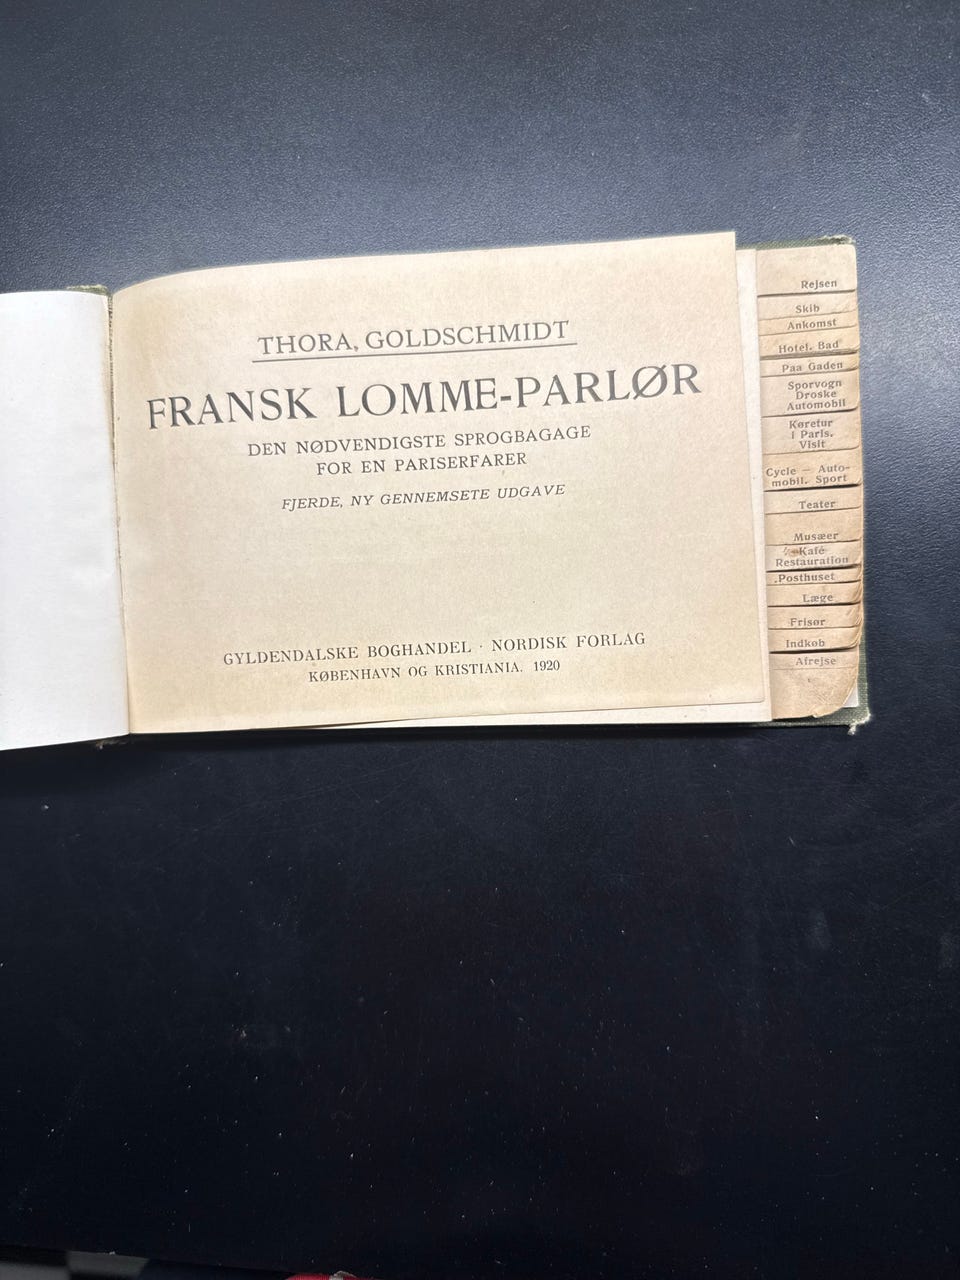 THORA GOLDSCHMIDT
FRANSK LOMME-PARLØR
DEN NØDVENDIGSTE SPROGBAGAGE
FOR EN PARISERFARER
FJERDE, NY GENNEMSETE UDGAVE
GYLDENDALSKE BOGHANDEL · NORDISK FORLAG
KØBENHAVN OG KRISTIANIA. 1920
Rejsen
Skib
Ankomst
Hotel. Bad
Paa Gaden
Sporvogn
Droske
Automobil
Køretur
i Paris.
Visit
Cycle — Auto-
mobil. Sport
Teater
Musæer
Kafé
Restauration
Posthuset
Læge
Frisør
Indkøb
Afrejse